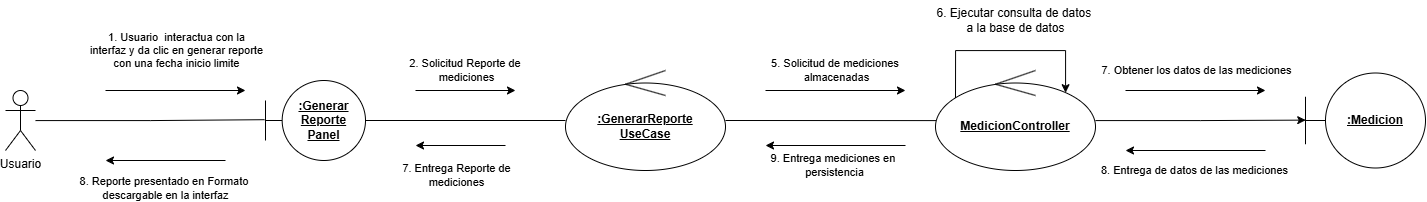 1. Usuario interactua con la
interfaz y da clic en generar reporte
con una fecha inicio limite
2. Solicitud Reporte de
mediciones
5. Solicitud de mediciones
almacenadas
6. Ejecutar consulta de datos
a la base de datos
7. Obtener los datos de las mediciones
Usuario
:Generar
Reporte
Panel
:GenerarReporte
UseCase
MedicionController
:Medicion
8. Reporte presentado en Formato
descargable en la interfaz
7. Entrega Reporte de
mediciones
9. Entrega mediciones en
persistencia
8. Entrega de datos de las mediciones